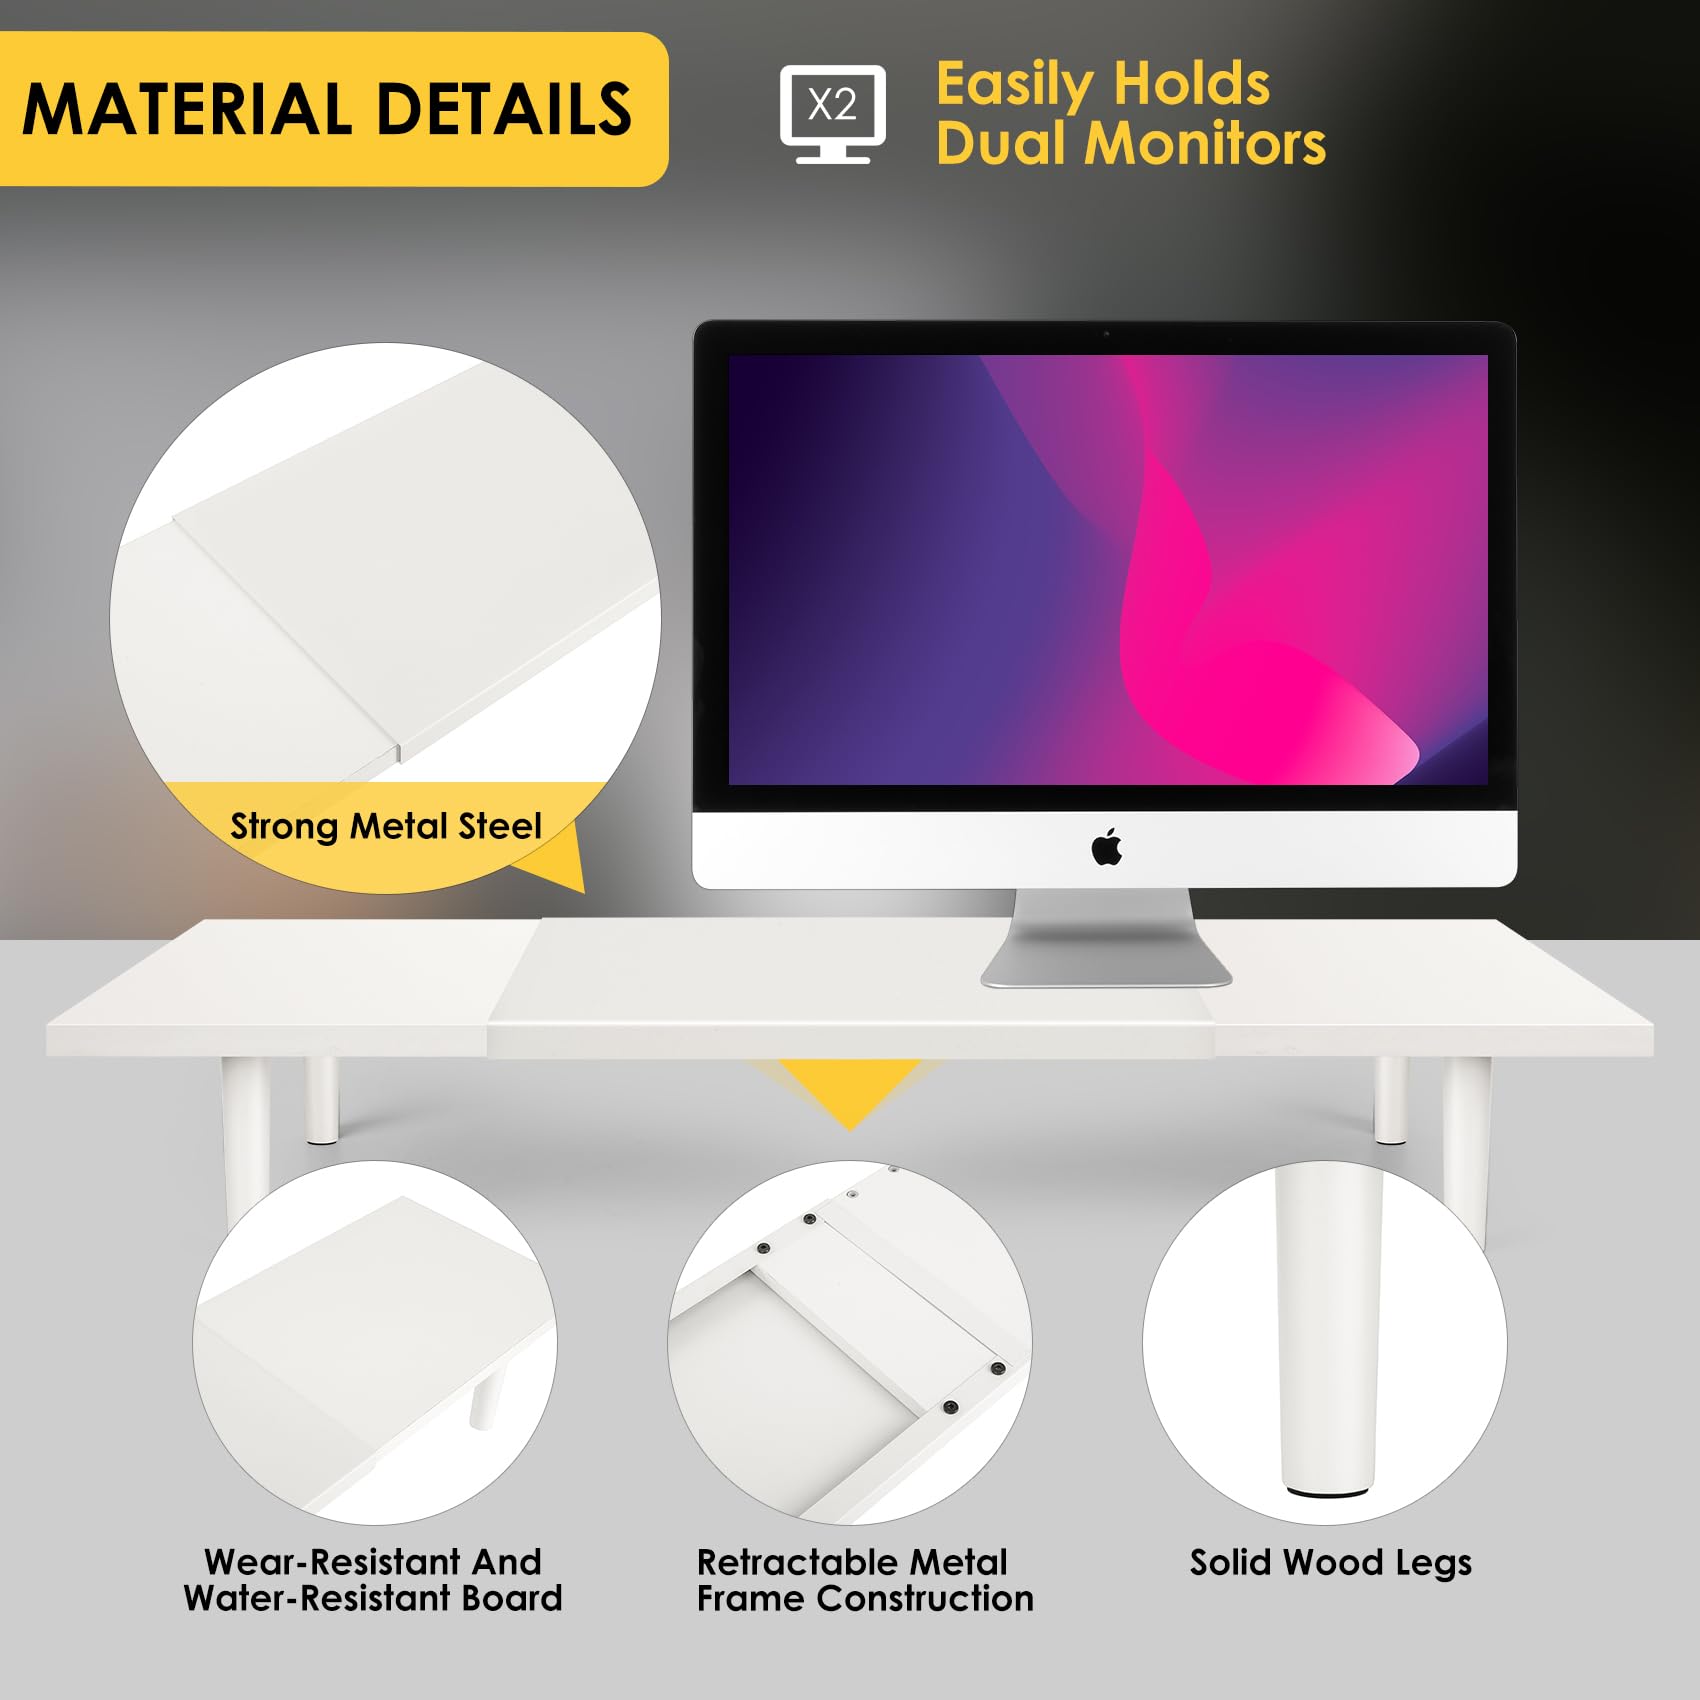 MATERIAL DETAILS
X2
Easily Holds
Dual Monitors
Strong Metal Steel
Wear-Resistant And
Water-Resistant Board
Retractable Metal
Frame Construction
Solid Wood Legs